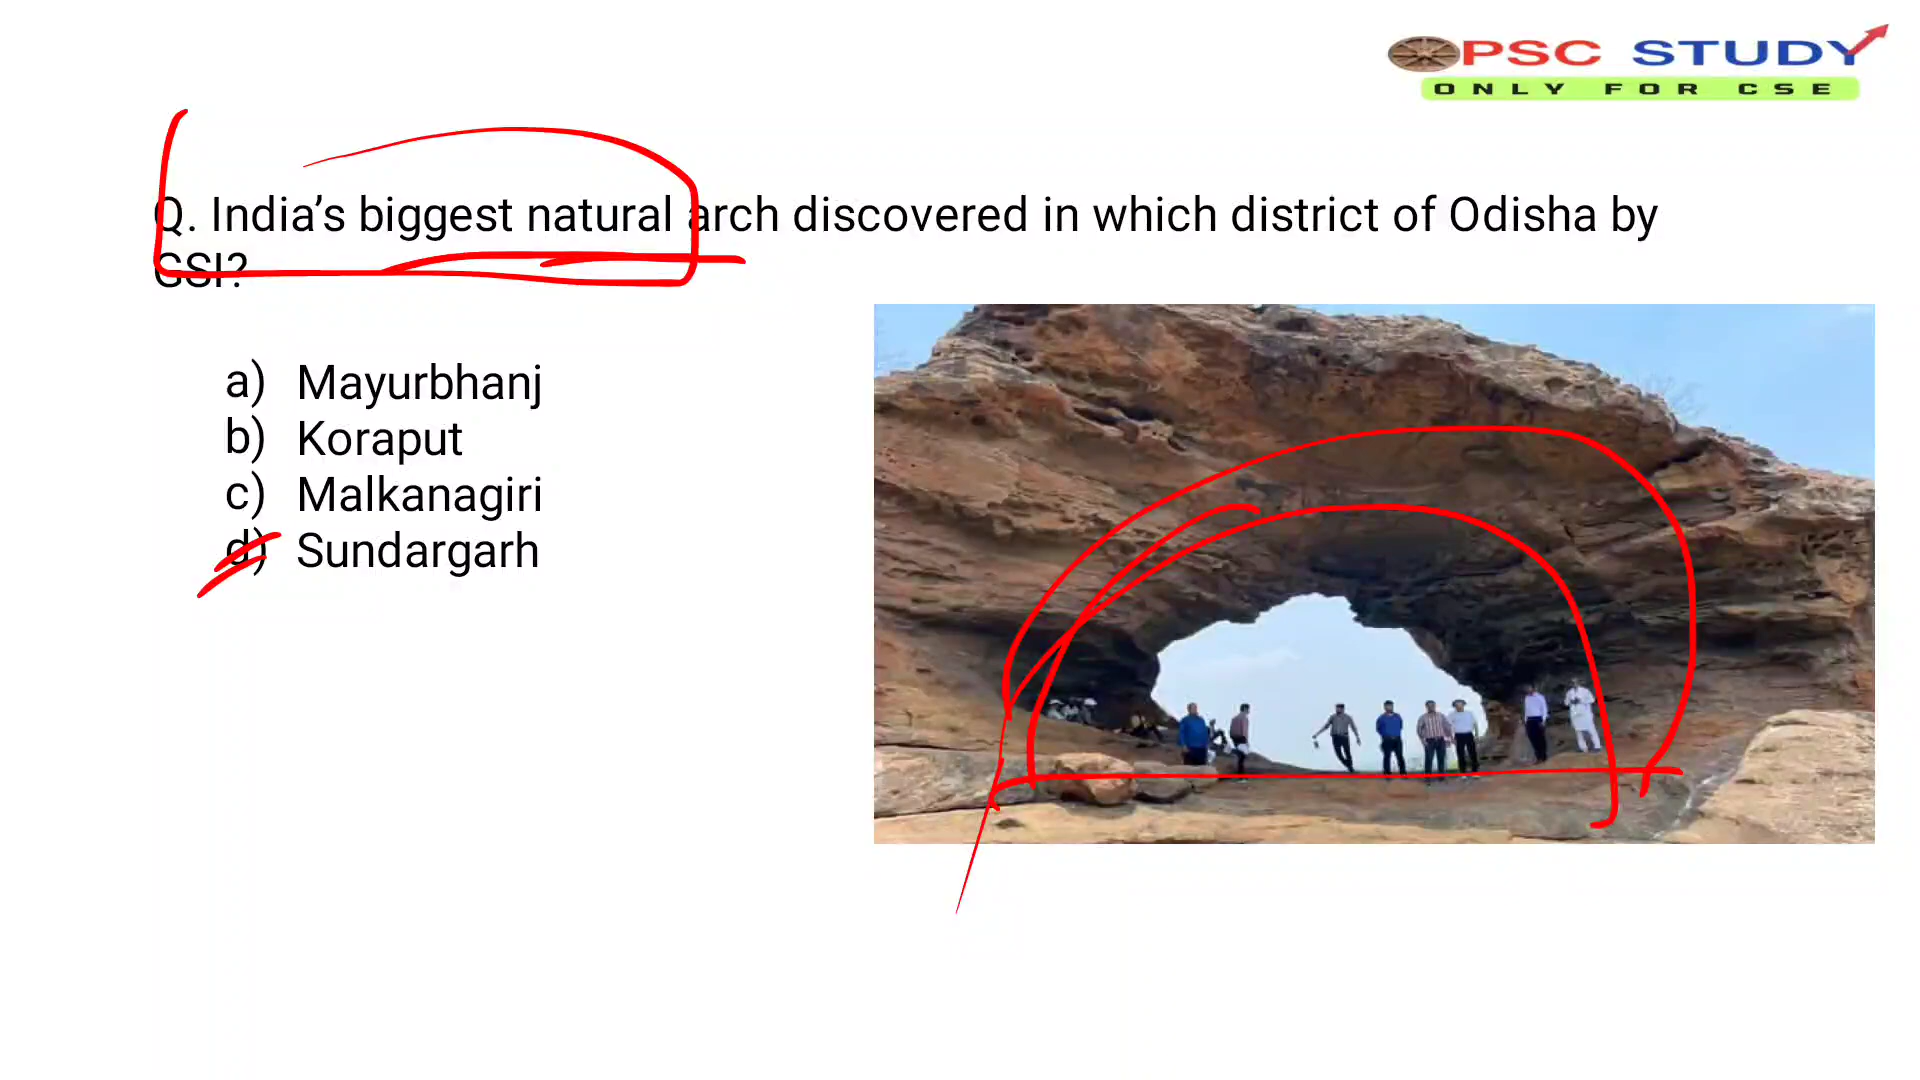 PSC STUDY
ONLY FOR CSE
Q. India’s biggest natural arch discovered in which district of Odisha by
GSI?
a) Mayurbhanj
b) Koraput
c) Malkanagiri
d) Sundargarh